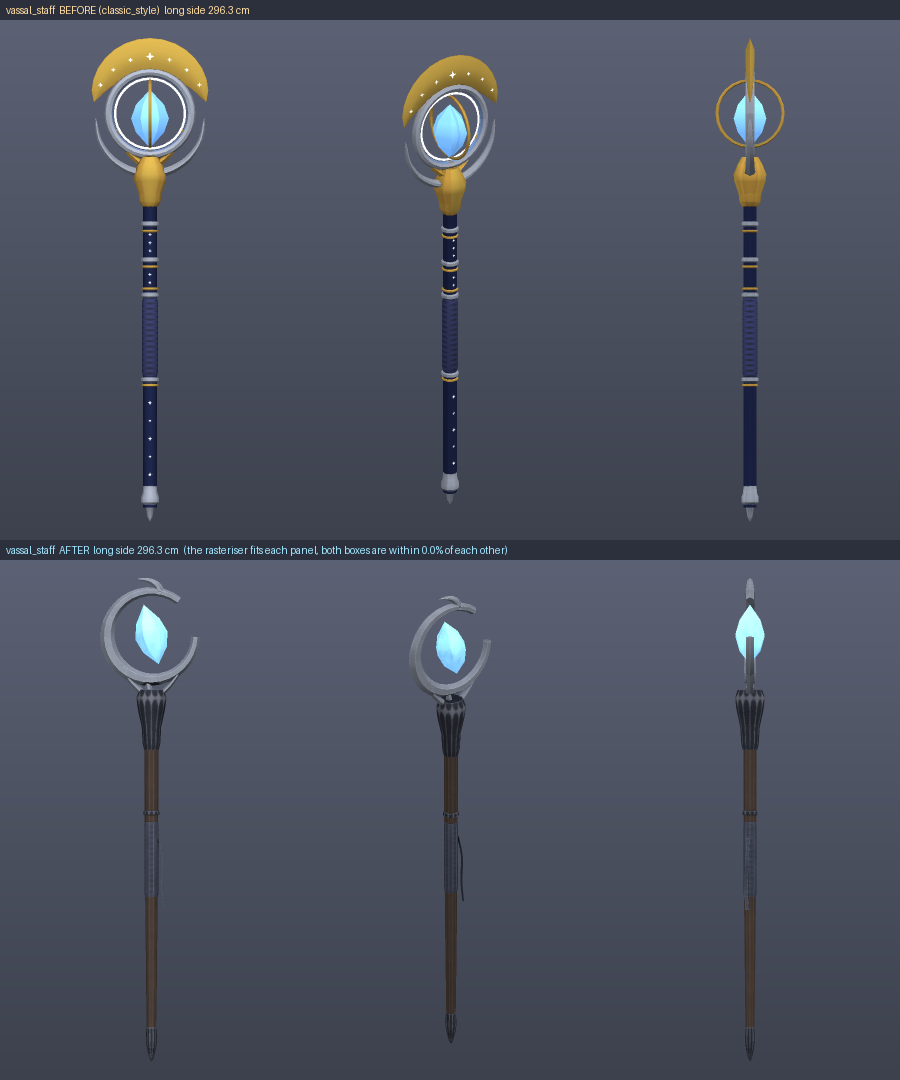 vassal_staff BEFORE (classic_style) long side 296.3 cm
vassal_staff AFTER long side 296.3 cm (the rasteriser fits each panel, both boxes are within 0.0% of each other)